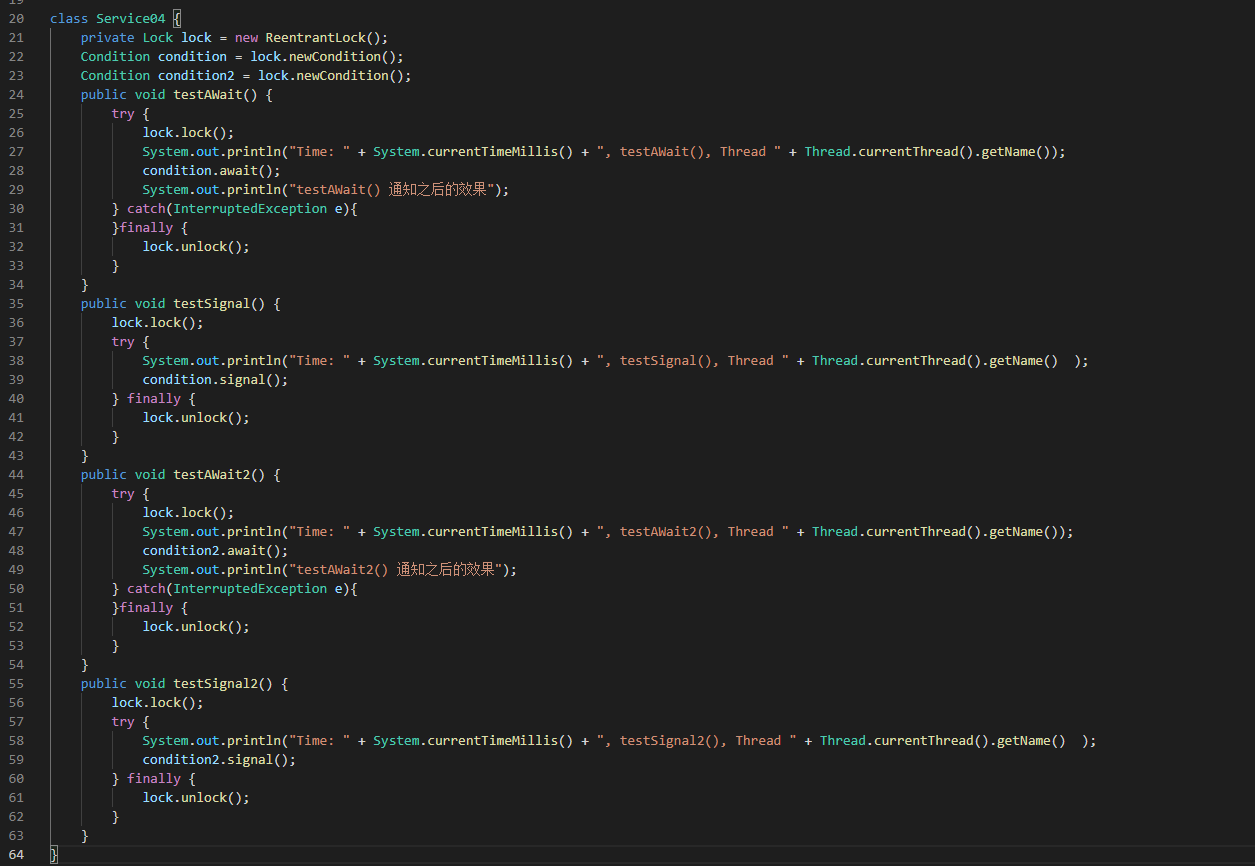 20 class Service04 {
21     private Lock lock = new ReentrantLock();
22     Condition condition = lock.newCondition();
23     Condition condition2 = lock.newCondition();
24     public void testAWait() {
25         try {
26             lock.lock();
27             System.out.println("Time: " + System.currentTimeMillis() + ", testAWait(), Thread " + Thread.currentThread().getName());
28             condition.await();
29             System.out.println("testAWait() 通知之后的效果");
30         } catch(InterruptedException e){
31         }finally {
32             lock.unlock();
33         }
34     }
35     public void testSignal() {
36         lock.lock();
37         try {
38             System.out.println("Time: " + System.currentTimeMillis() + ", testSignal(), Thread " + Thread.currentThread().getName()  );
39             condition.signal();
40         } finally {
41             lock.unlock();
42         }
43     }
44     public void testAWait2() {
45         try {
46             lock.lock();
47             System.out.println("Time: " + System.currentTimeMillis() + ", testAWait2(), Thread " + Thread.currentThread().getName());
48             condition2.await();
49             System.out.println("testAWait2() 通知之后的效果");
50         } catch(InterruptedException e){
51         }finally {
52             lock.unlock();
53         }
54     }
55     public void testSignal2() {
56         lock.lock();
57         try {
58             System.out.println("Time: " + System.currentTimeMillis() + ", testSignal2(), Thread " + Thread.currentThread().getName()  );
59             condition2.signal();
60         } finally {
61             lock.unlock();
62         }
63     }
64 }